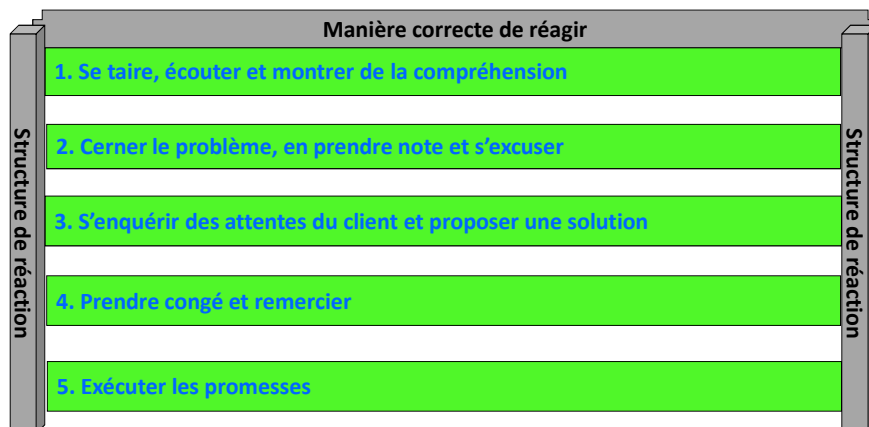 Manière correcte de réagir
Structure de réaction
1. Se taire, écouter et montrer de la compréhension
2. Cerner le problème, en prendre note et s’excuser
3. S’enquérir des attentes du client et proposer une solution
4. Prendre congé et remercier
5. Exécuter les promesses
Structure de réaction